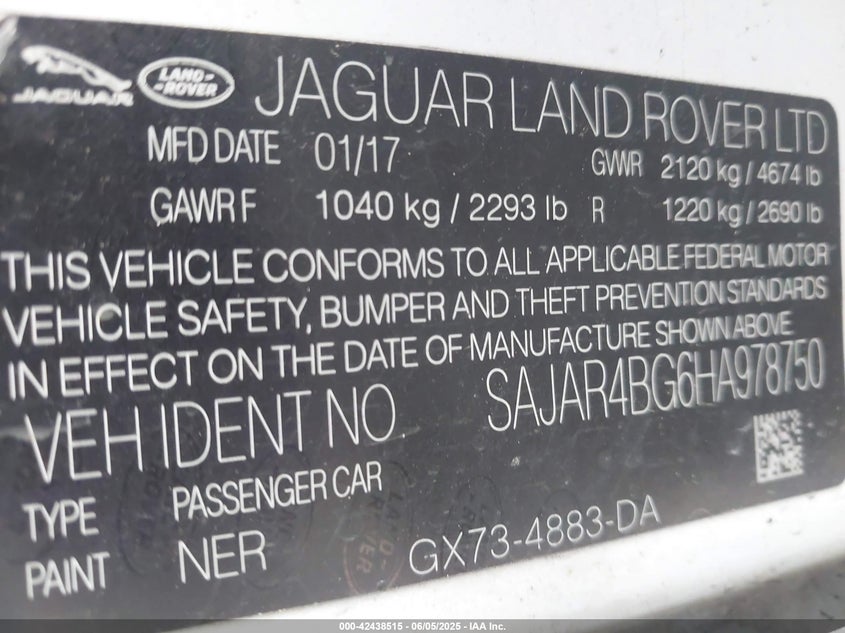 JAGUAR
LAND-
-ROVER
JAGUAR LAND ROVER LTD
MFD DATE 01/17 GVWR 2120 kg / 4674 lb
GAWR F 1040 kg / 2293 lb R 1220 kg / 2690 lb
THIS VEHICLE CONFORMS TO ALL APPLICABLE FEDERAL MOTOR
VEHICLE SAFETY, BUMPER AND THEFT PREVENTION STANDARDS
IN EFFECT ON THE DATE OF MANUFACTURE SHOWN ABOVE
VEH IDENT NO SAJAR4BG6HA978750
TYPE PASSENGER CAR
PAINT NER GX73-4883-DA
000-42438515 - 06/05/2025 - IAA Inc.